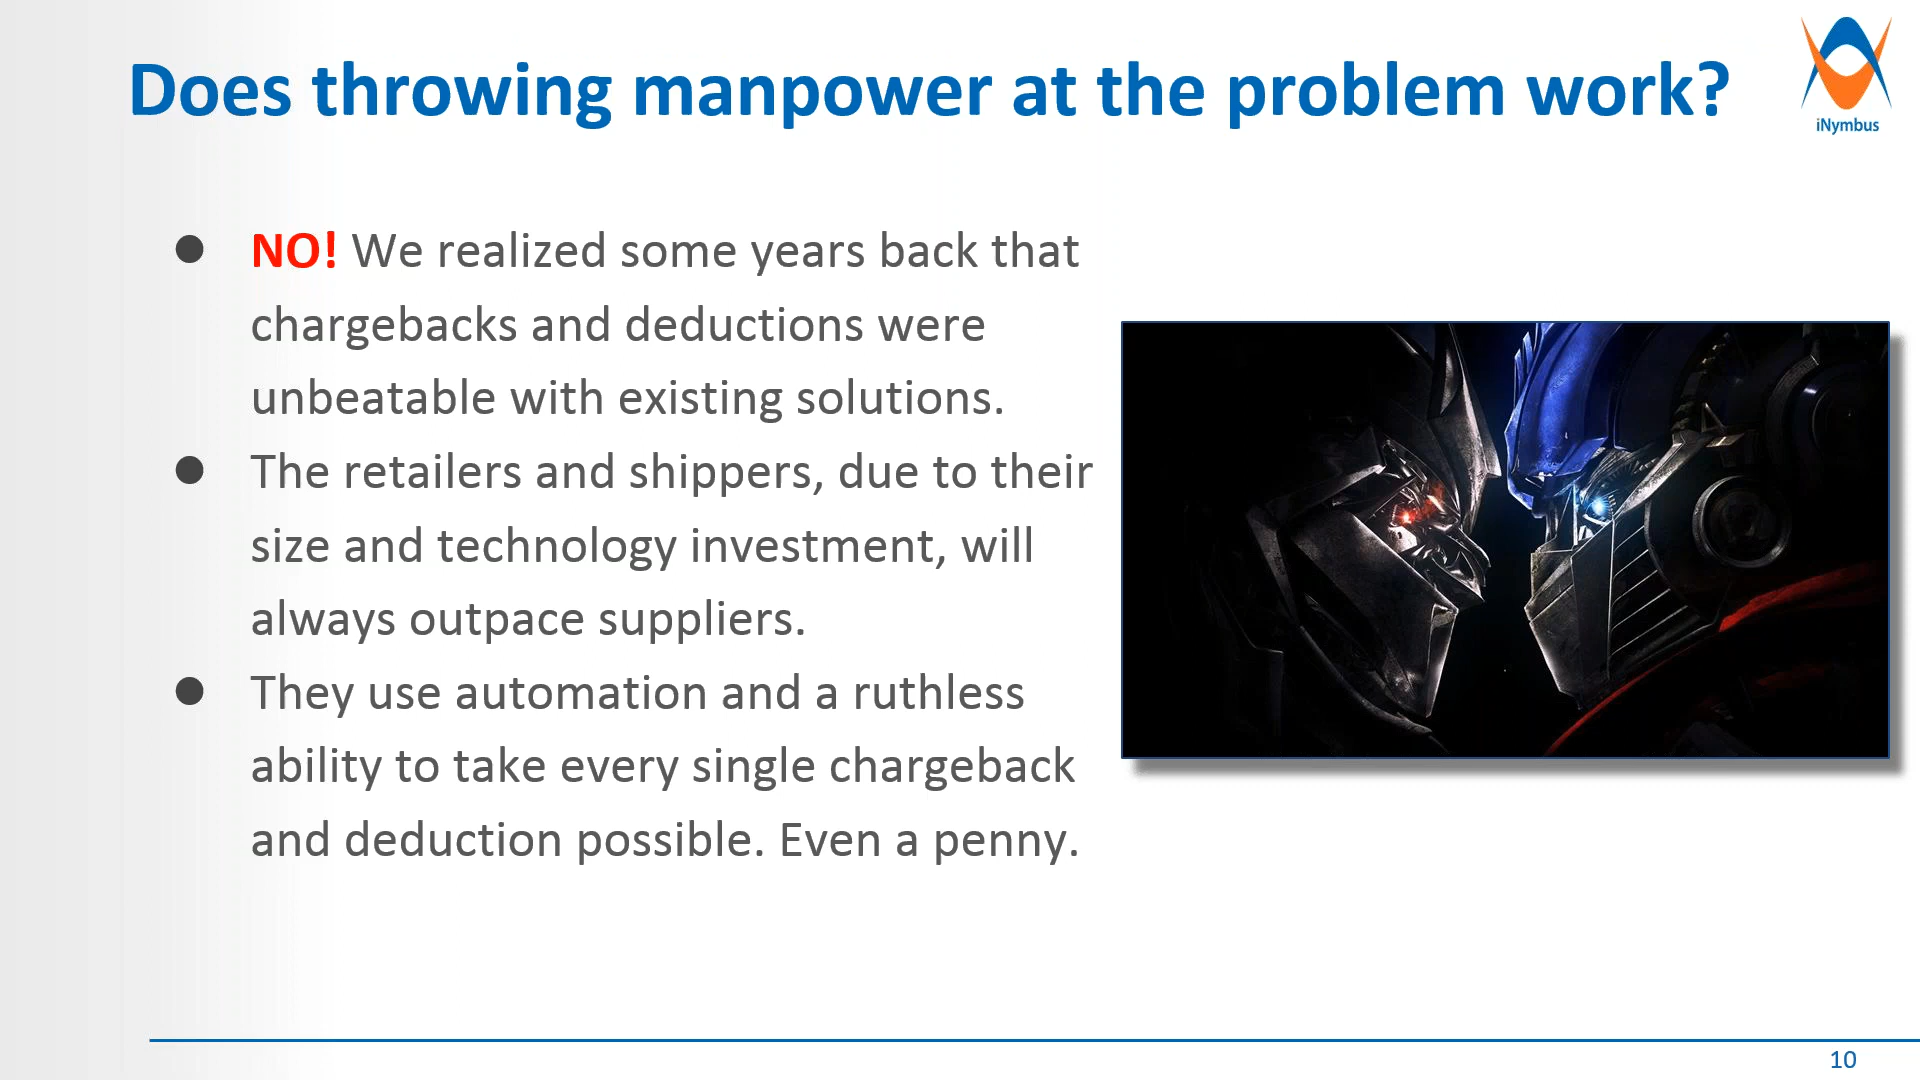 Does throwing manpower at the problem work?
iNymbus
● NO! We realized some years back that
chargebacks and deductions were
unbeatable with existing solutions.
● The retailers and shippers, due to their
size and technology investment, will
always outpace suppliers.
● They use automation and a ruthless
ability to take every single chargeback
and deduction possible. Even a penny.
10